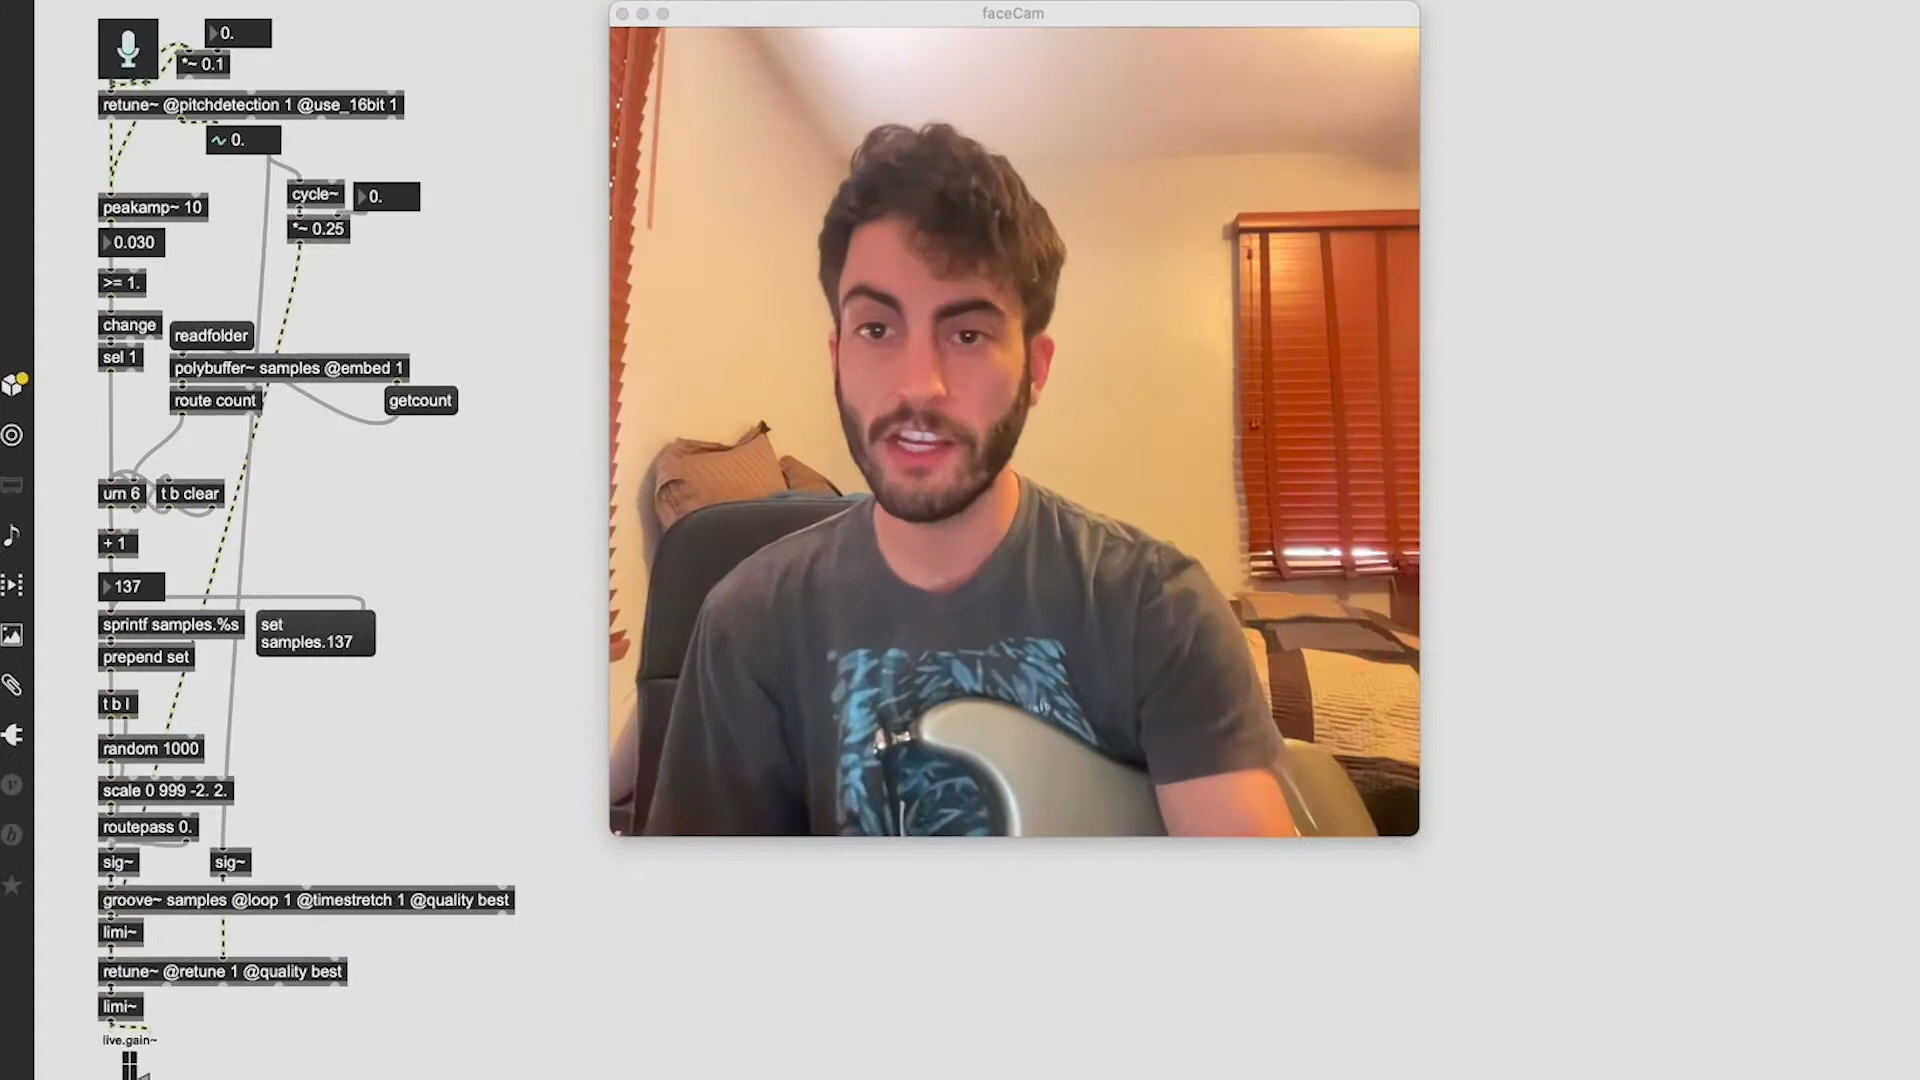 faceCam
0.
*~ 0.1
retune~ @pitchdetection 1 @use_16bit 1
0.
cycle~
0.
peakamp~ 10
*~ 0.25
0.030
>= 1.
change
readfolder
sel 1
polybuffer~ samples @embed 1
route count
getcount
urn 6
t b clear
+ 1
137
sprintf samples.%s
set
samples.137
prepend set
t b l
random 1000
scale 0 999 -2. 2.
routepass 0.
sig~
sig~
groove~ samples @loop 1 @timestretch 1 @quality best
limi~
retune~ @retune 1 @quality best
limi~
live.gain~